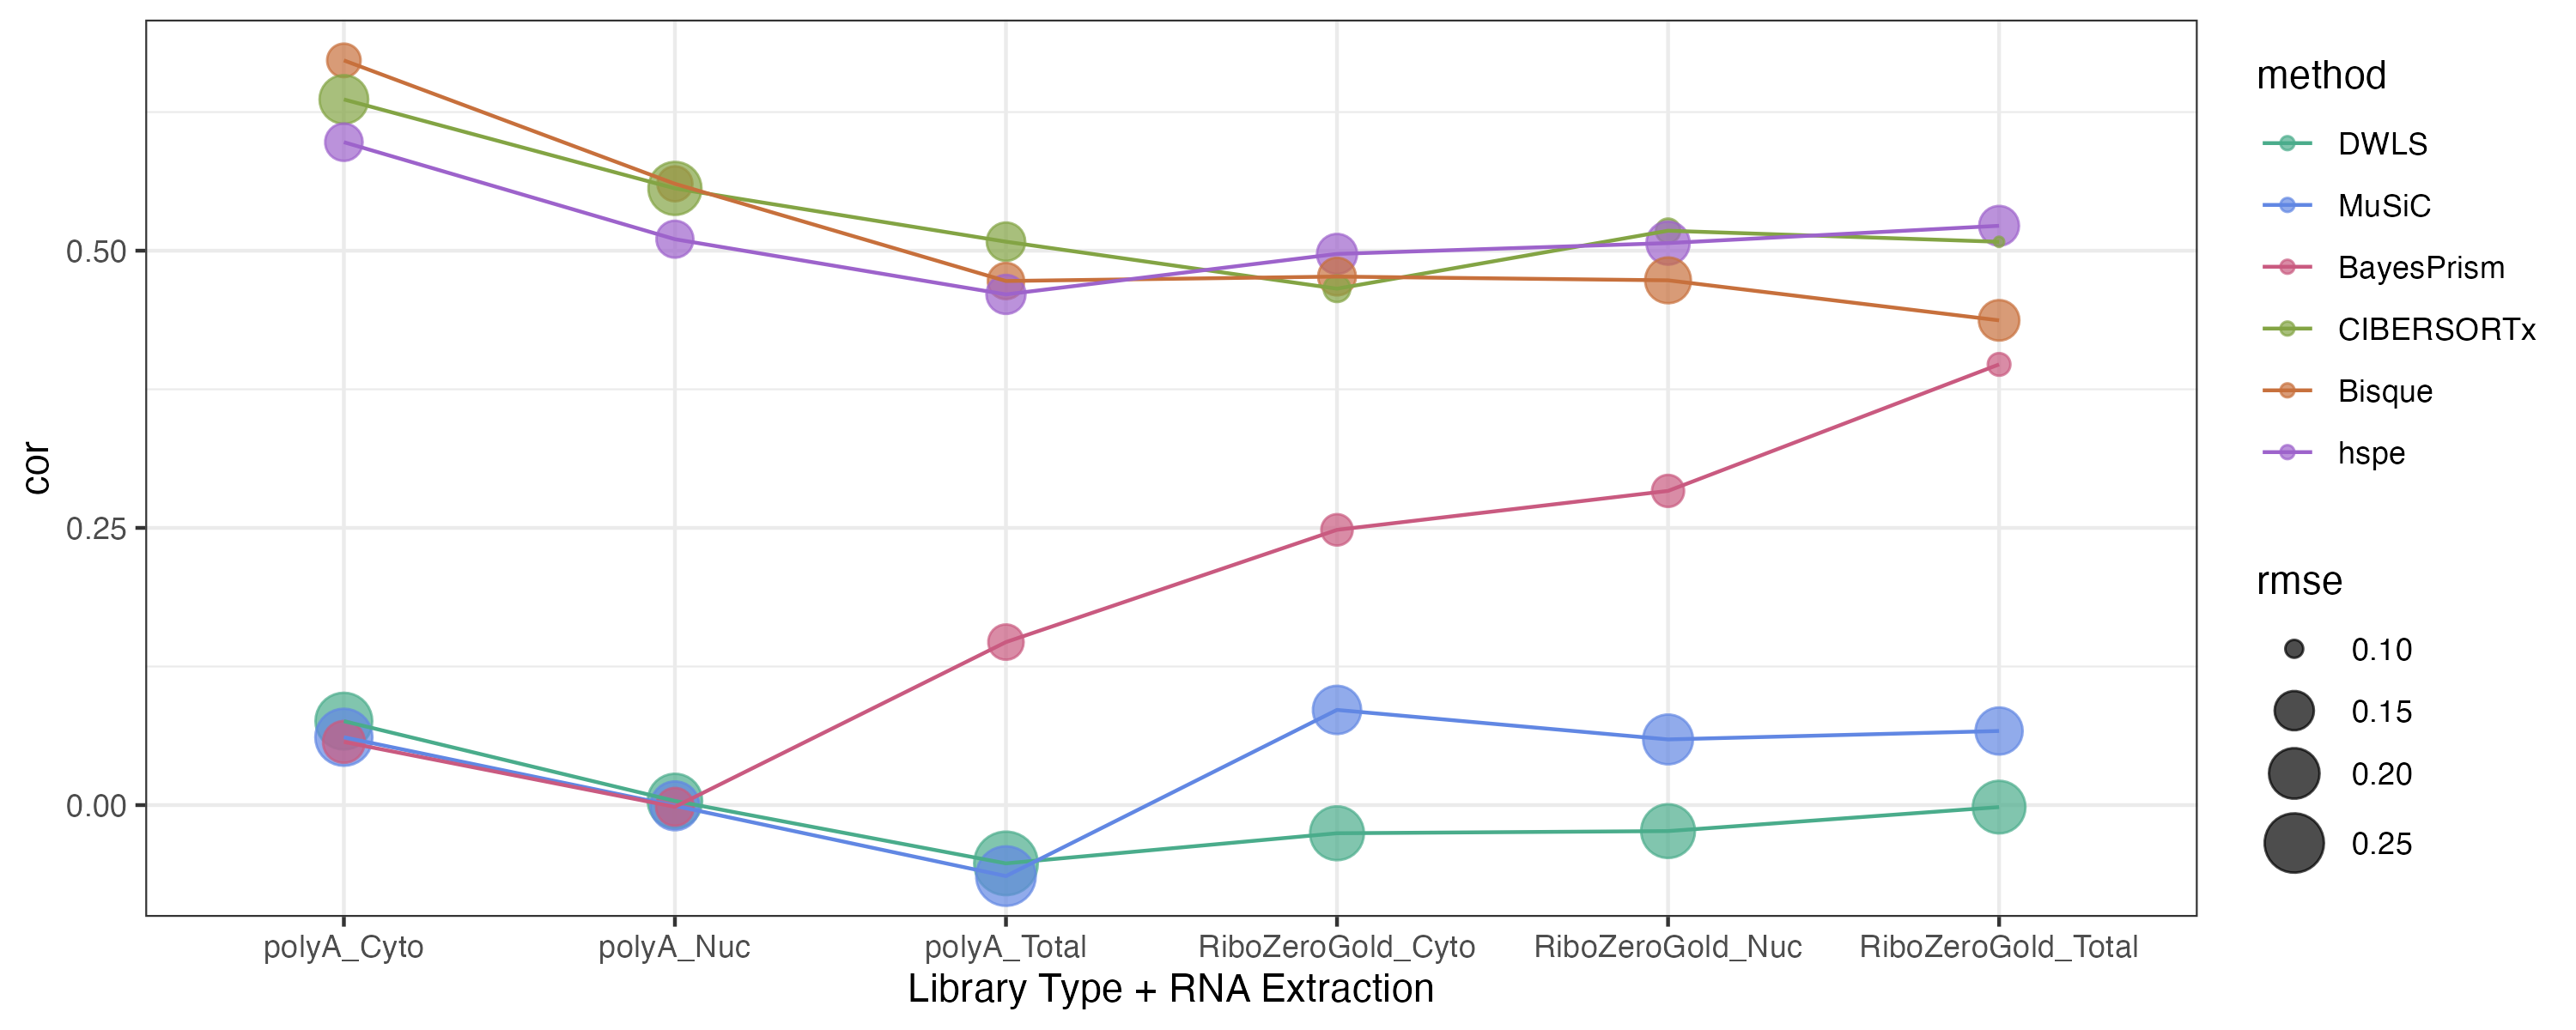 cor
0.50
0.25
0.00
polyA_Cyto
polyA_Nuc
polyA_Total
RiboZeroGold_Cyto
RiboZeroGold_Nuc
RiboZeroGold_Total
Library Type + RNA Extraction
method
DWLS
MuSiC
BayesPrism
CIBERSORTx
Bisque
hspe
rmse
0.10
0.15
0.20
0.25